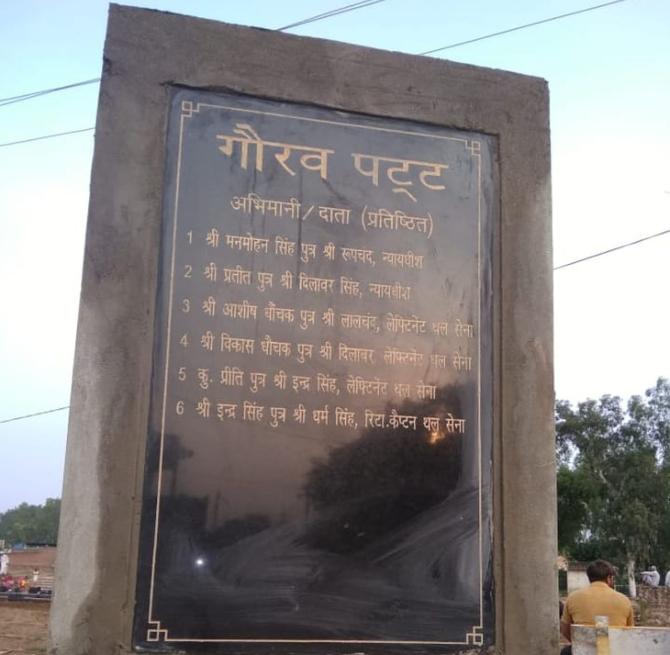 गौरव पट्ट
अभिमानी/दाता (प्रतिष्ठित)
1 श्री मनमोहन सिंह पुत्र श्री रूपचद, न्यायधीश
2 श्री प्रतीत पुत्र श्री दिलावर सिंह, न्यायधीश
3 श्री आशीष धौंचक पुत्र श्री लालचंद, लेफ्टिनेंट थल सेना
4 श्री विकास धौचक पुत्र श्री दिलावर, लेफ्टिनेंट थल सेना
5 कु. प्रीति पुत्र श्री इन्द्र सिंह, लेफ्टिनेंट थल सेना
6 श्री इन्द्र सिंह पुत्र श्री धर्म सिंह, रिटा.कैप्टन थल सेना